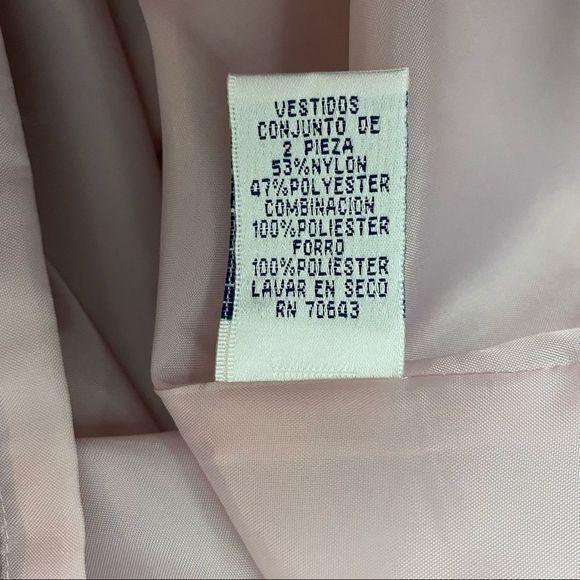 VESTIDOS
CONJUNTO DE
2 PIEZA
53%NYLON
47%POLYESTER
COMBINACION
100%POLIESTER
FORRO
100%POLIESTER
LAVAR EN SECO
RN 70643